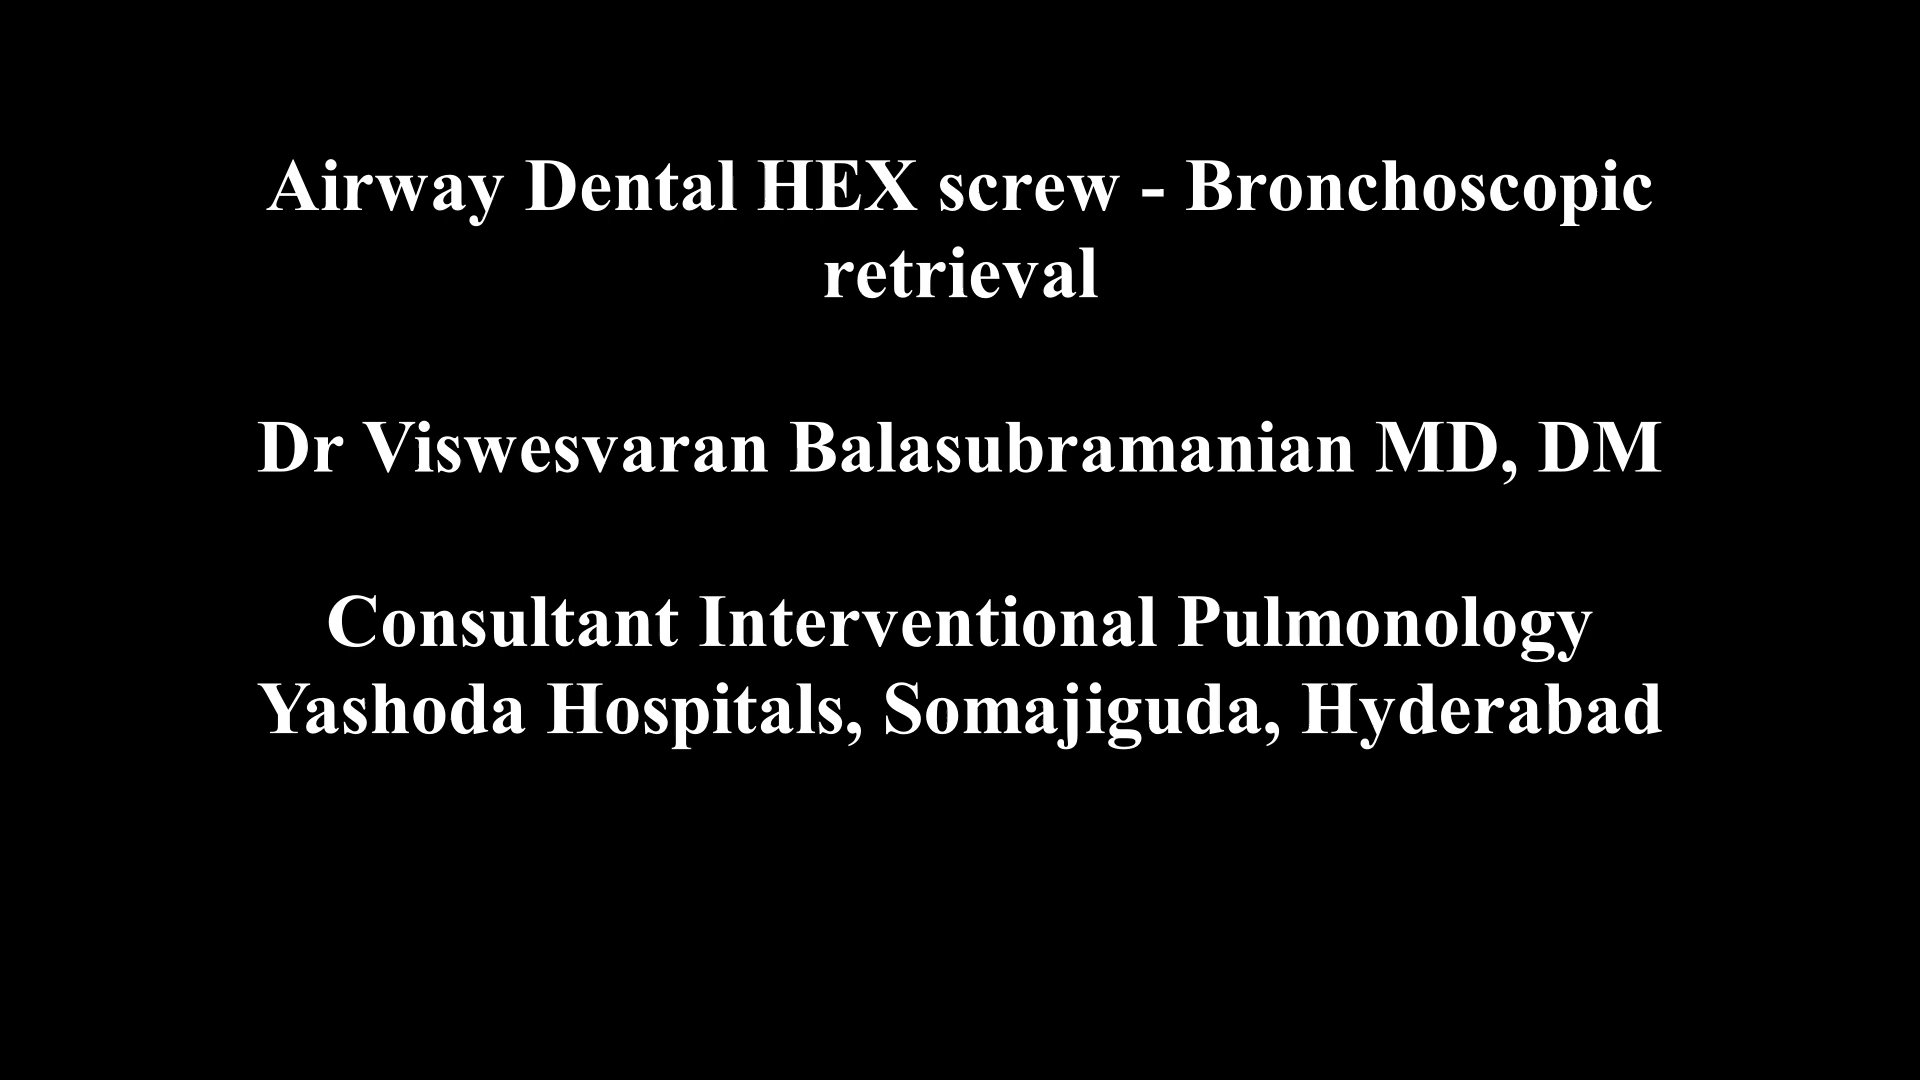 Airway Dental HEX screw - Bronchoscopic
retrieval
Dr Viswesvaran Balasubramanian MD, DM
Consultant Interventional Pulmonology
Yashoda Hospitals, Somajiguda, Hyderabad